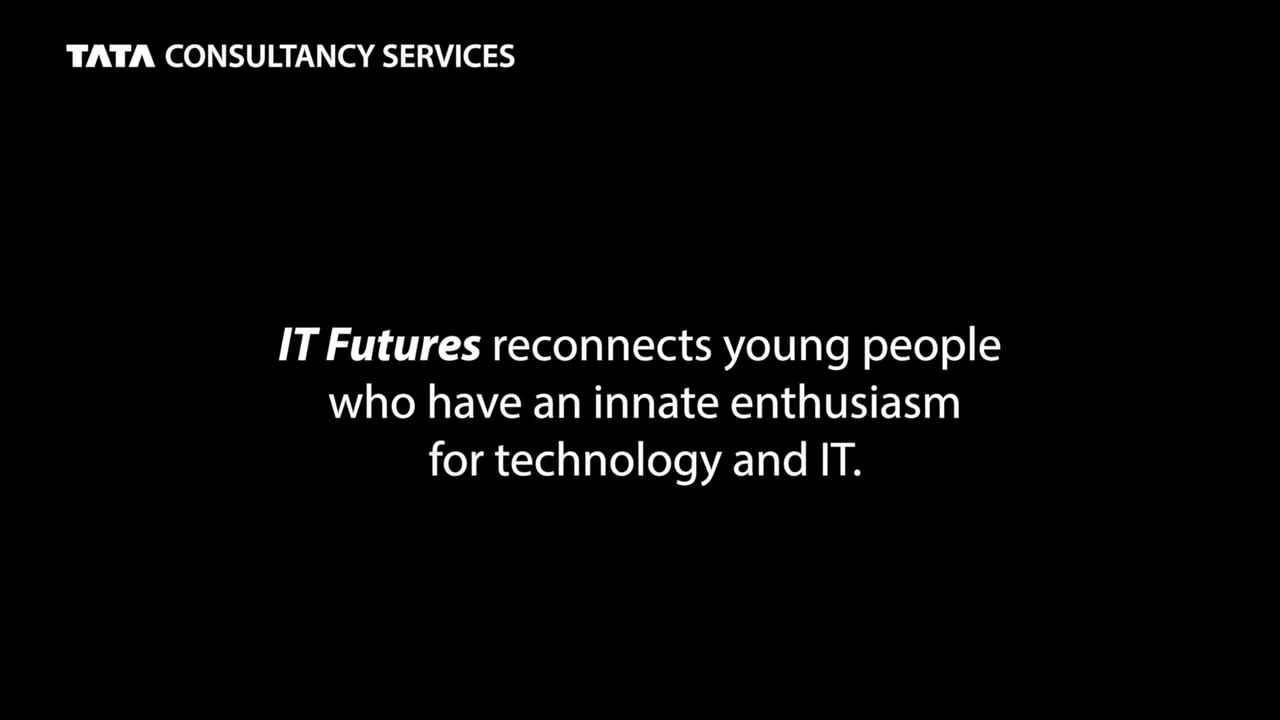 TATA CONSULTANCY SERVICES
IT Futures reconnects young people
who have an innate enthusiasm
for technology and IT.